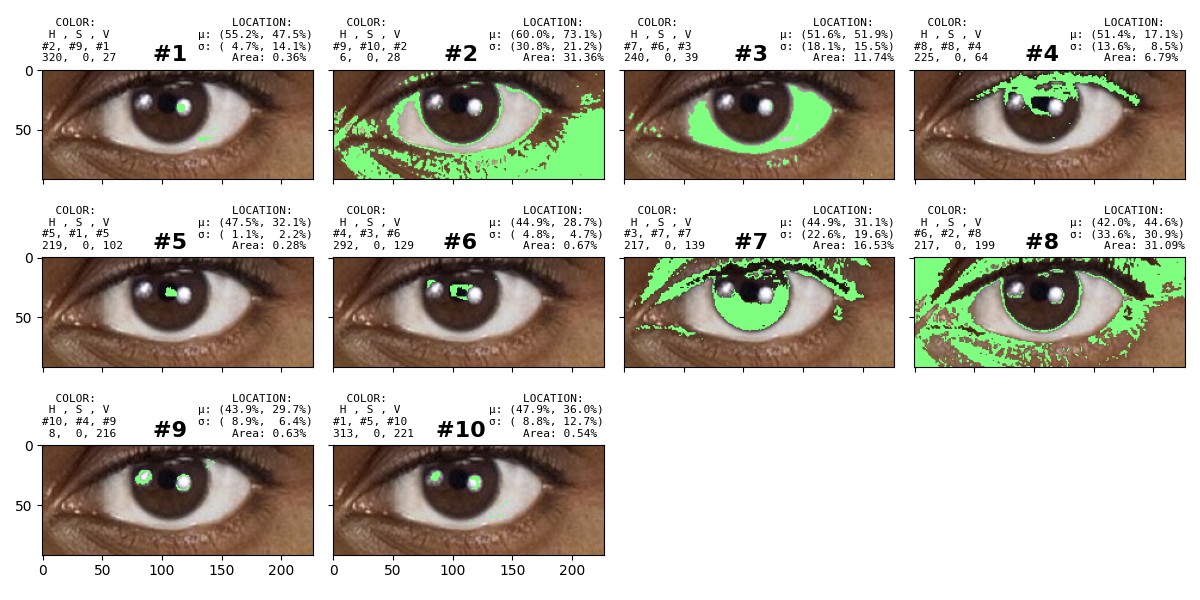 COLOR: LOCATION: COLOR: LOCATION: COLOR: LOCATION: COLOR: LOCATION:
H , S , V μ: (55.2%, 47.5%) H , S , V μ: (60.0%, 73.1%) H , S , V μ: (51.6%, 51.9%) H , S , V μ: (51.4%, 17.1%)
#2, #9, #1 σ: ( 4.7%, 14.1%) #9, #10, #2 σ: (30.8%, 21.2%) #7, #6, #3 σ: (18.1%, 15.5%) #8, #8, #4 σ: (13.6%, 8.5%)
320, 0, 27 #1 Area: 0.36% 6, 0, 28 #2 Area: 31.36% 240, 0, 39 #3 Area: 11.74% 225, 0, 64 #4 Area: 6.79%
0
50
COLOR: LOCATION: COLOR: LOCATION: COLOR: LOCATION: COLOR: LOCATION:
H , S , V μ: (47.5%, 32.1%) H , S , V μ: (44.9%, 28.7%) H , S , V μ: (44.9%, 31.1%) H , S , V μ: (42.0%, 44.6%)
#5, #1, #5 σ: ( 1.1%, 2.2%) #4, #3, #6 σ: ( 4.8%, 4.7%) #3, #7, #7 σ: (22.6%, 19.6%) #6, #2, #8 σ: (33.6%, 30.9%)
219, 0, 102 #5 Area: 0.28% 292, 0, 129 #6 Area: 0.67% 217, 0, 139 #7 Area: 16.53% 217, 0, 199 #8 Area: 31.09%
0
50
COLOR: LOCATION: COLOR: LOCATION:
H , S , V μ: (43.9%, 29.7%) H , S , V μ: (47.9%, 36.0%)
#10, #4, #9 σ: ( 8.9%, 6.4%) #1, #5, #10 σ: ( 8.8%, 12.7%)
8, 0, 216 #9 Area: 0.63% 313, 0, 221 #10 Area: 0.54%
0
50
0 50 100 150 200 0 50 100 150 200